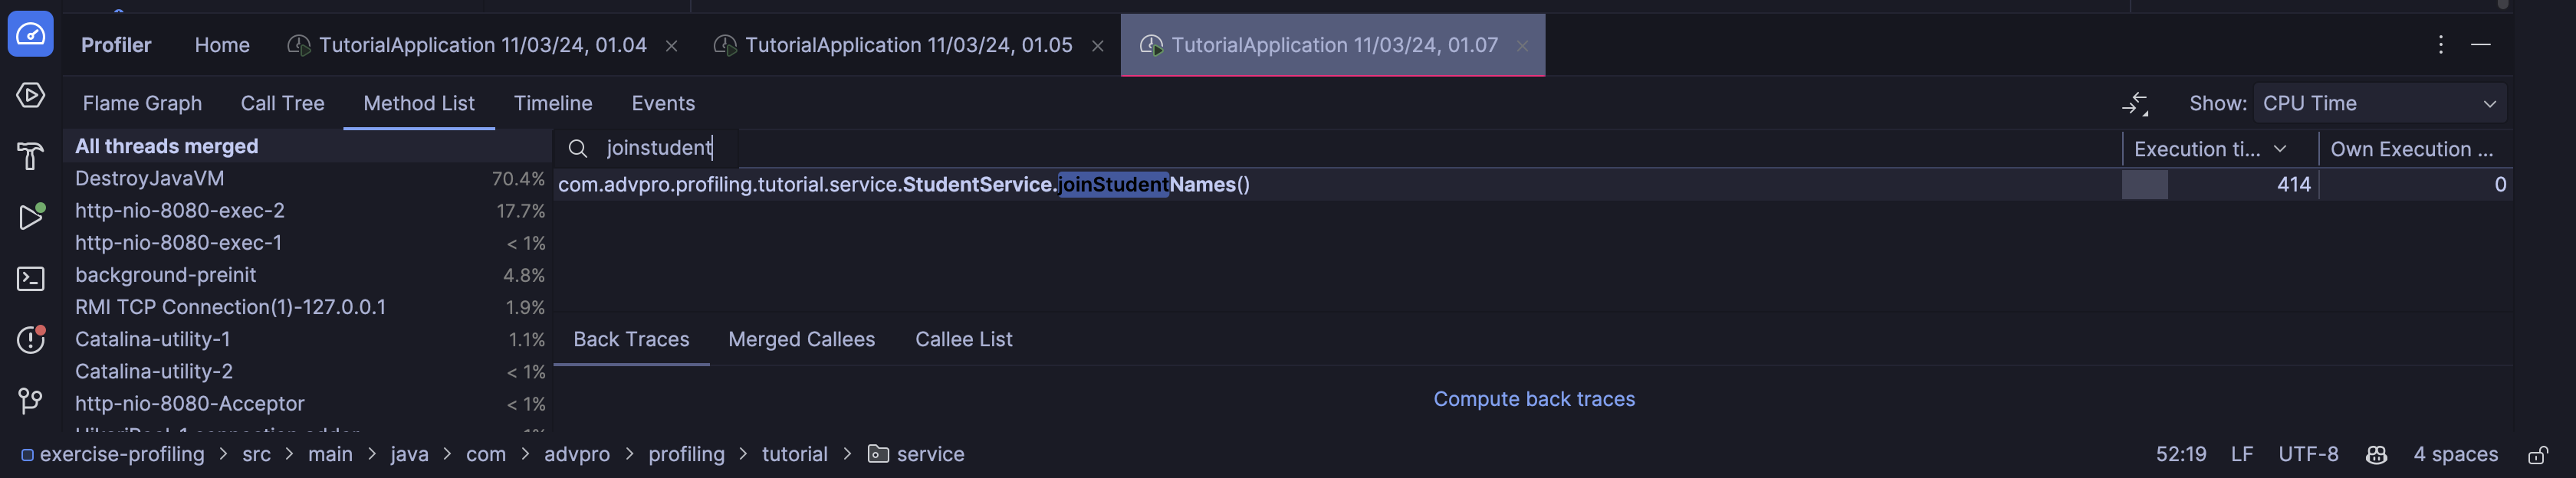 Profiler Home TutorialApplication 11/03/24, 01.04 TutorialApplication 11/03/24, 01.05 TutorialApplication 11/03/24, 01.07
Flame Graph Call Tree Method List Timeline Events Show: CPU Time
All threads merged
joinstudent
Execution ti... Own Execution ...
DestroyJavaVM 70.4%
com.advpro.profiling.tutorial.service.StudentService.joinStudentNames() 414 0
http-nio-8080-exec-2 17.7%
http-nio-8080-exec-1 < 1%
background-preinit 4.8%
RMI TCP Connection(1)-127.0.0.1 1.9%
Catalina-utility-1 1.1%
Back Traces Merged Callees Callee List
Catalina-utility-2 < 1%
http-nio-8080-Acceptor < 1%
Compute back traces
exercise-profiling > src > main > java > com > advpro > profiling > tutorial > service 52:19 LF UTF-8 4 spaces